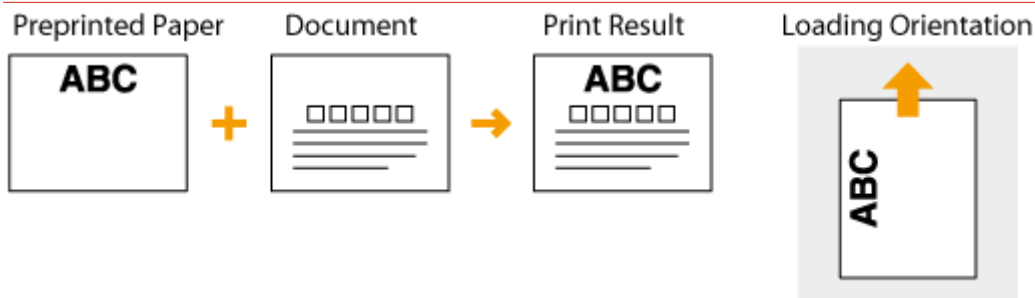 Preprinted Paper
Document
Print Result
Loading Orientation
ABC
ABC
ABC